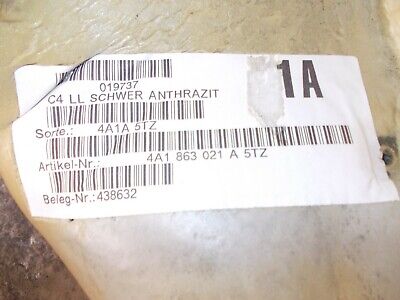 019737
C4 LL SCHWER ANTHRAZIT
1A
Sorte.: 4A1A 5TZ
Artikel-Nr.: 4A1 863 021 A 5TZ
Beleg-Nr.:438632